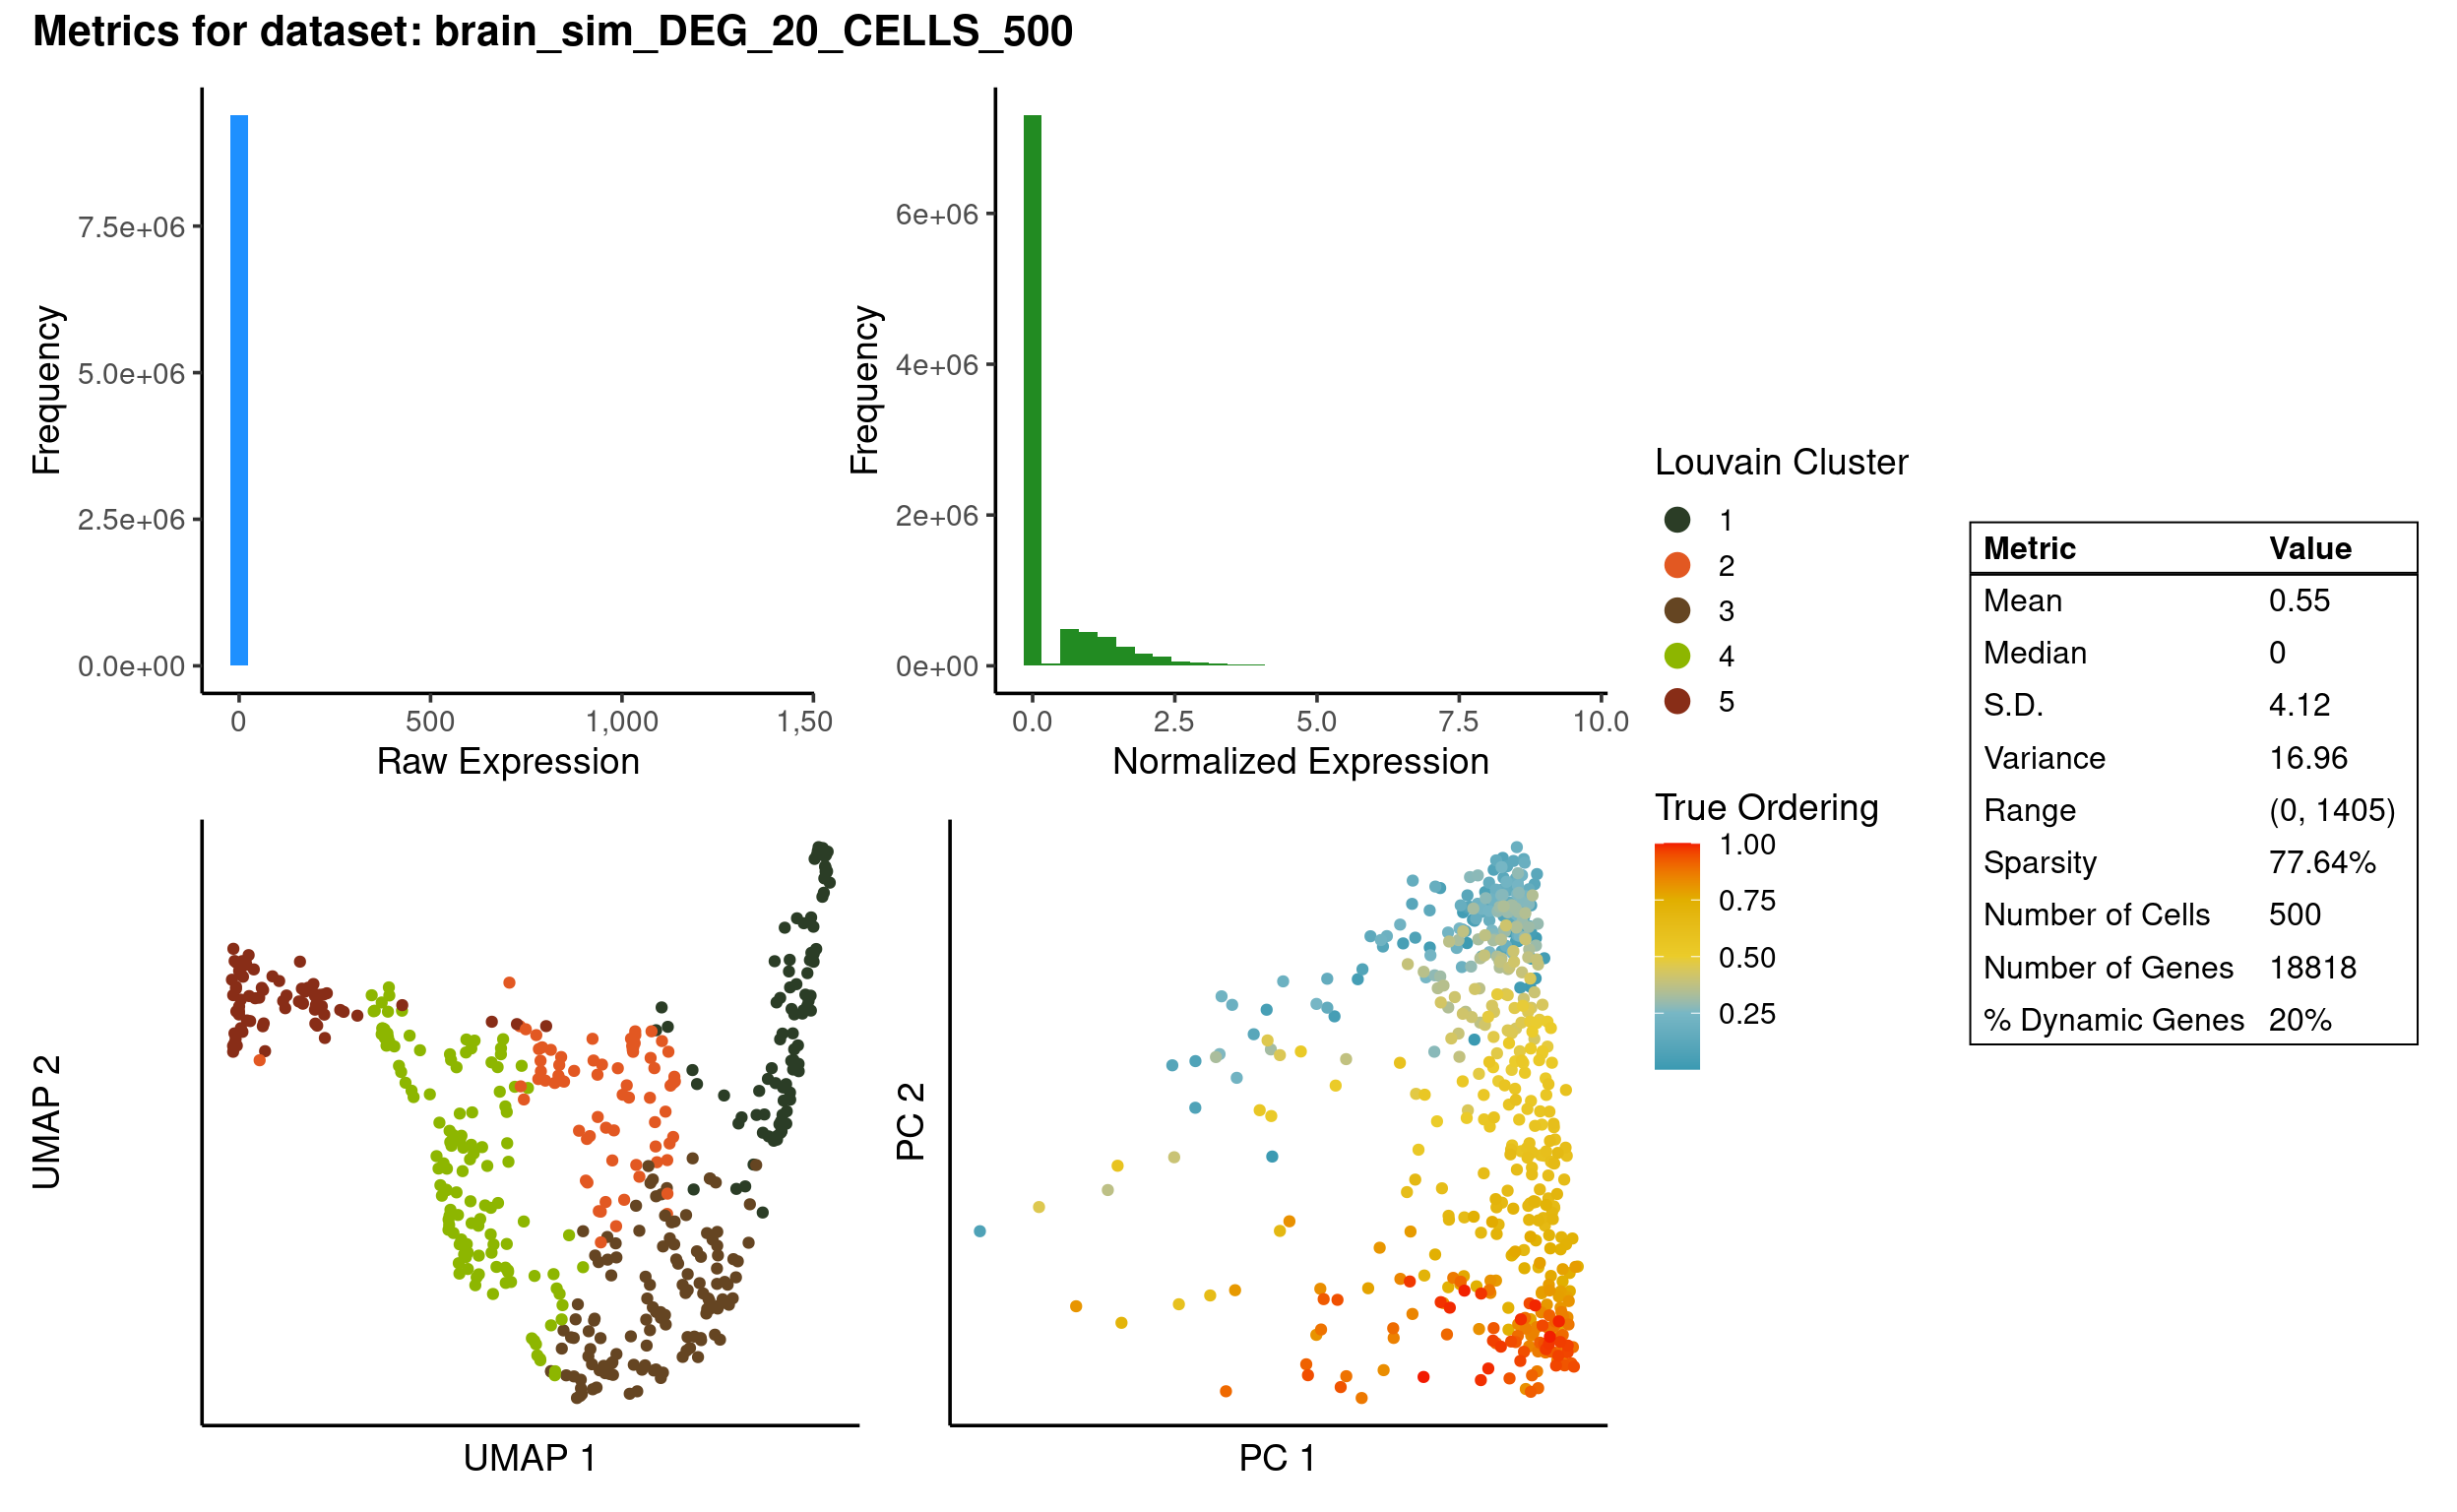 Metrics for dataset: brain_sim_DEG_20_CELLS_500
Frequency
7.5e+06
5.0e+06
2.5e+06
0.0e+00
0 500 1,000 1,50
Raw Expression
Frequency
6e+06
4e+06
2e+06
0e+00
0.0 2.5 5.0 7.5 10.0
Normalized Expression
UMAP 2
UMAP 1
PC 2
PC 1
Louvain Cluster
1
2
3
4
5
True Ordering
1.00
0.75
0.50
0.25
Metric Value
Mean 0.55
Median 0
S.D. 4.12
Variance 16.96
Range (0, 1405)
Sparsity 77.64%
Number of Cells 500
Number of Genes 18818
% Dynamic Genes 20%